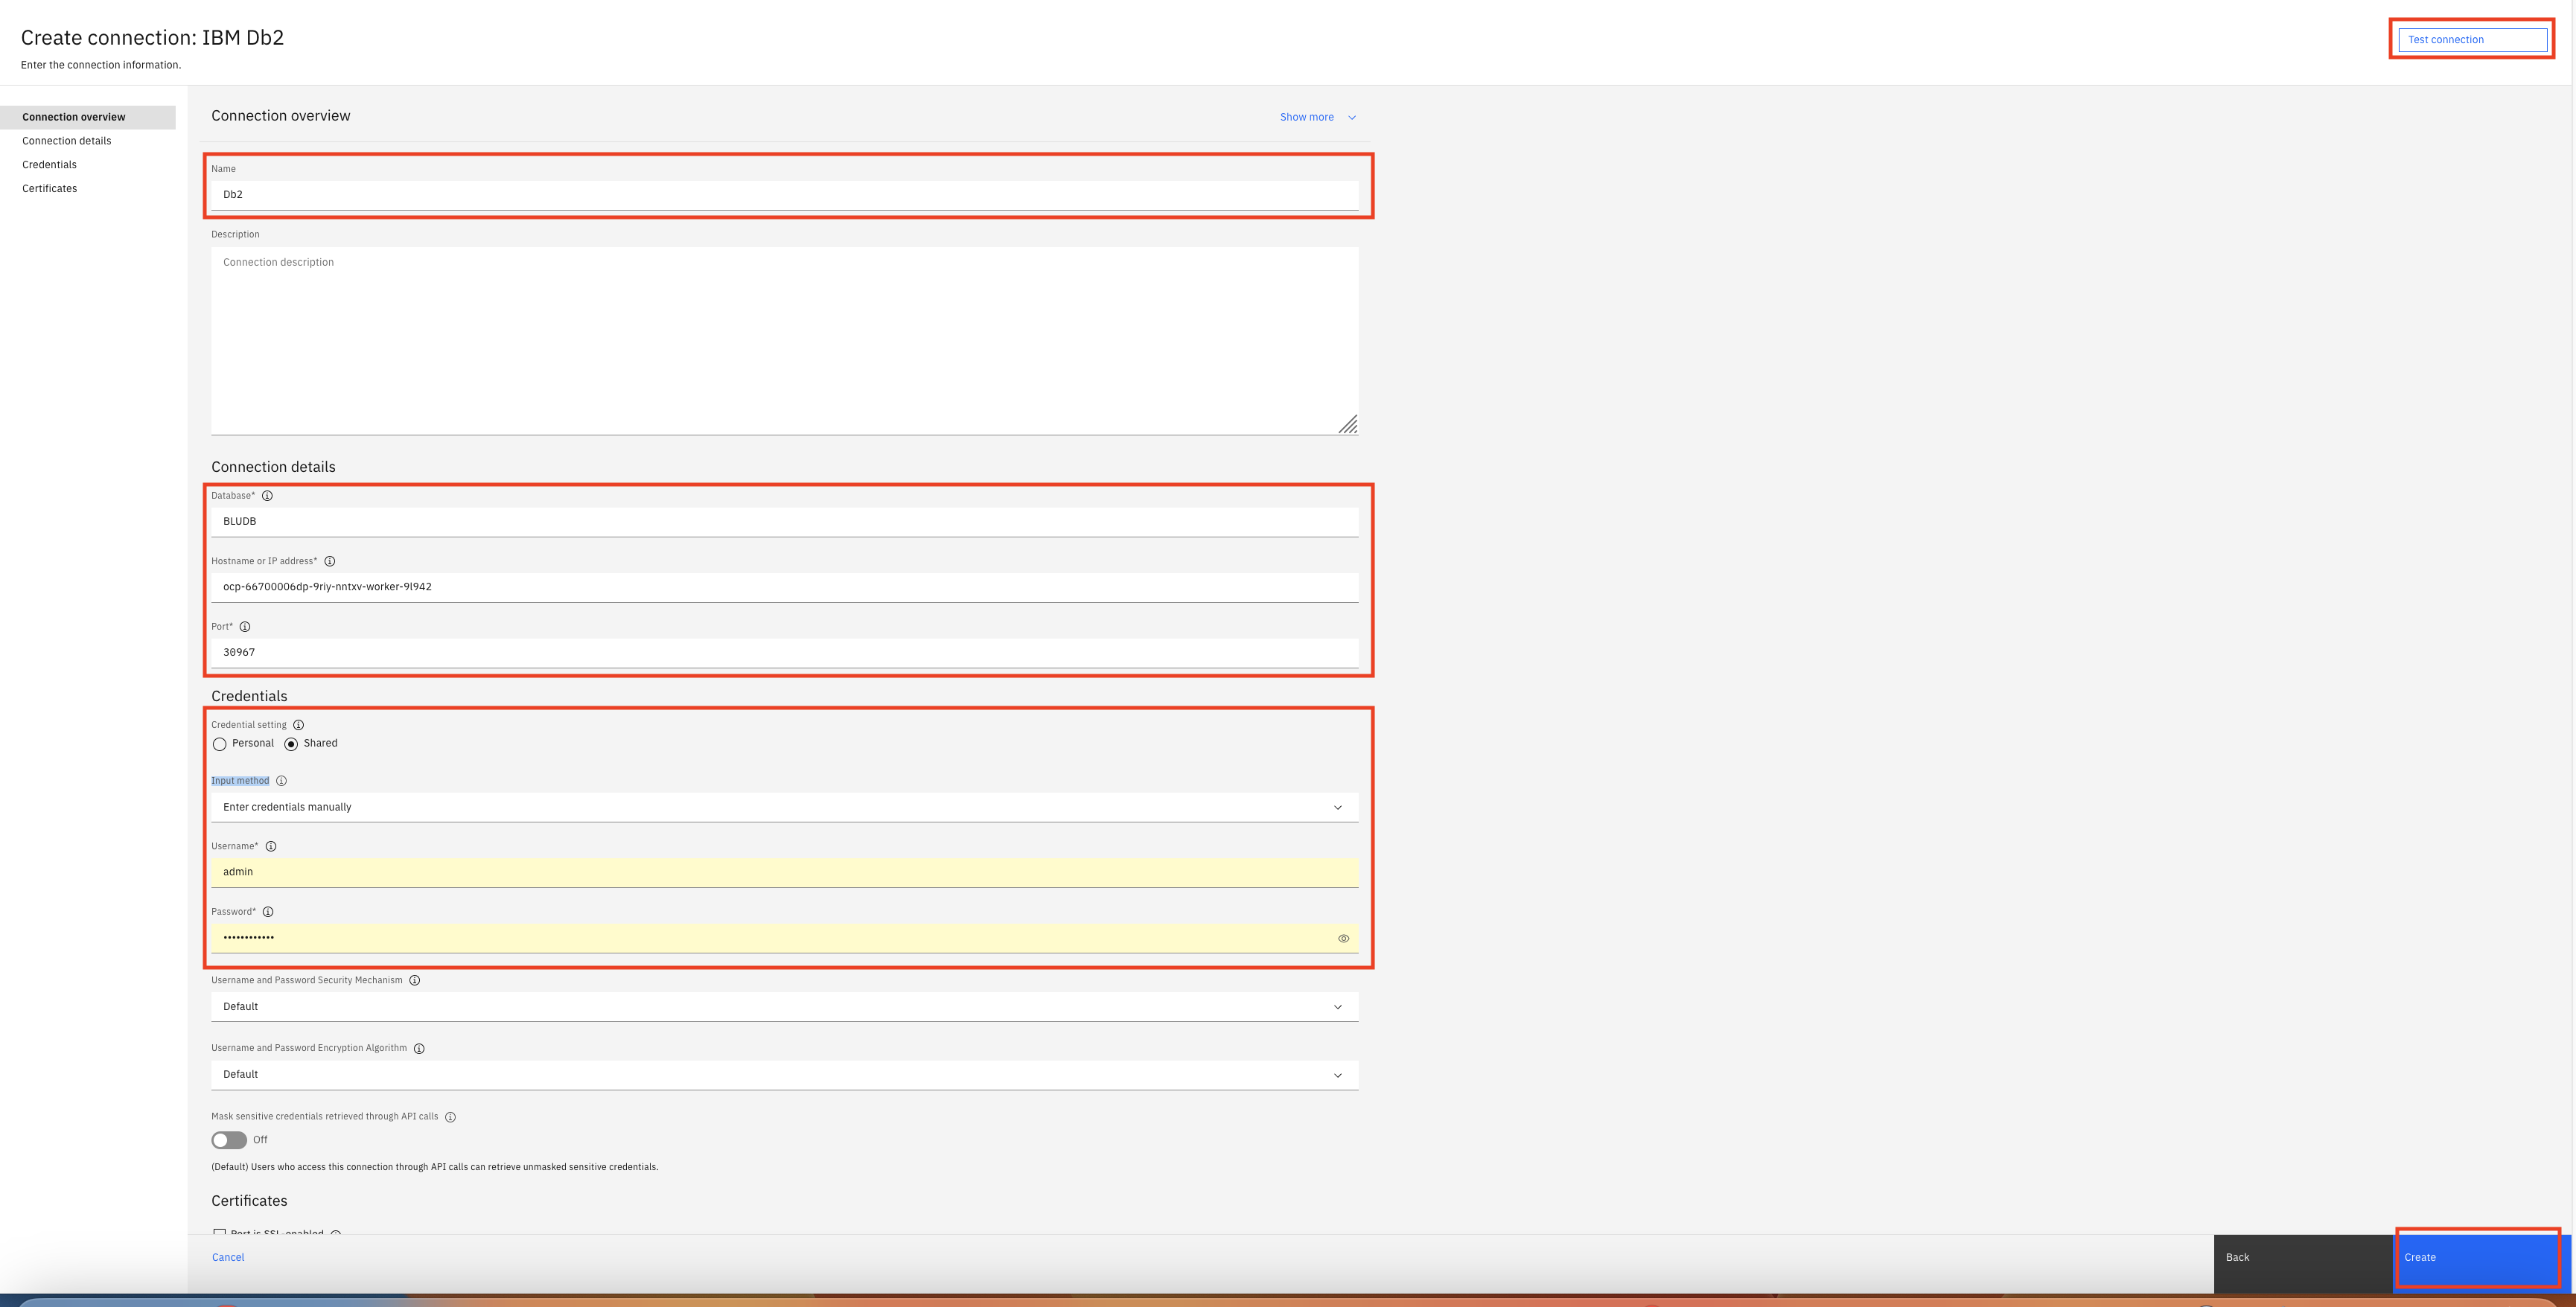 Create connection: IBM Db2
Test connection
Enter the connection information.
Connection overview
Connection details
Credentials
Certificates
Connection overview
Show more
Name
Db2
Description
Connection description
Connection details
Database*
BLUDB
Hostname or IP address*
ocp-66700006dp-9riy-nntxv-worker-9l942
Port*
30967
Credentials
Credential setting
Personal
Shared
Input method
Enter credentials manually
Username*
admin
Password*
••••••••••••
Username and Password Security Mechanism
Default
Username and Password Encryption Algorithm
Default
Mask sensitive credentials retrieved through API calls
Off
(Default) Users who access this connection through API calls can retrieve unmasked sensitive credentials.
Certificates
Port is SSL-enabled
Cancel
Back
Create